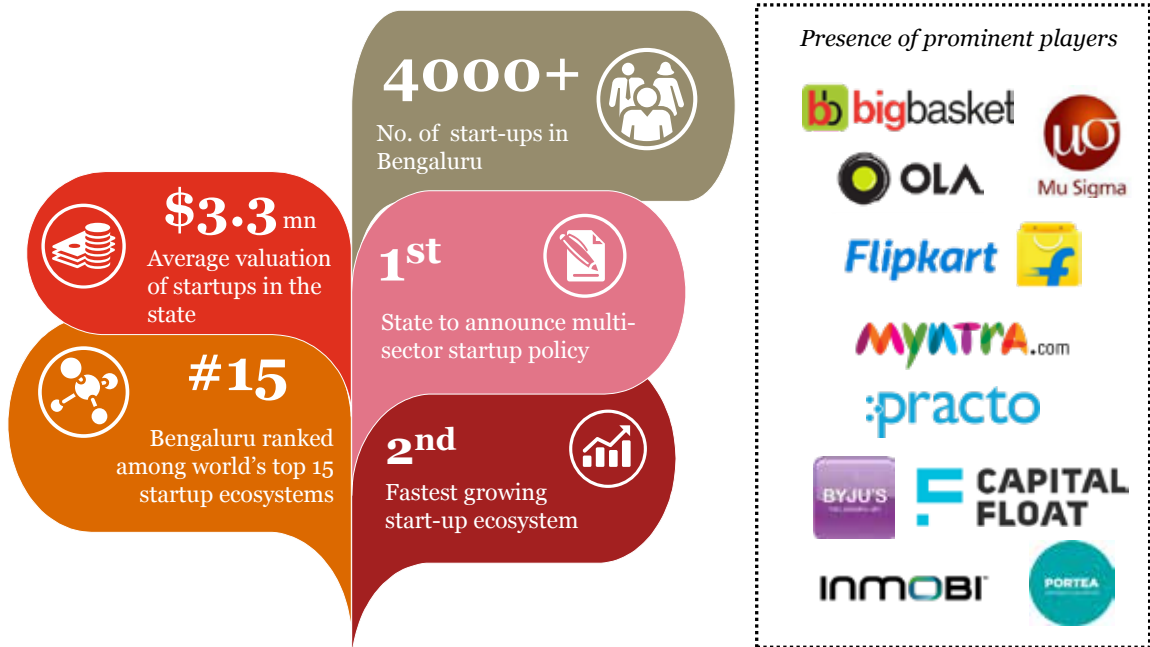 4000+
No. of start-ups in
Bengaluru
$3.3 mn
Average valuation
of startups in the
state
1st
State to announce multi-
sector startup policy
#15
Bengaluru ranked
among world's top 15
startup ecosystems
2nd
Fastest growing
start-up ecosystem
Presence of prominent players
bb bigbasket
μσ
Mu Sigma
OLA
Flipkart
f
Myntra.com
:practo
BYJU'S
CAPITAL
FLOAT
INMOBI
PORTEA